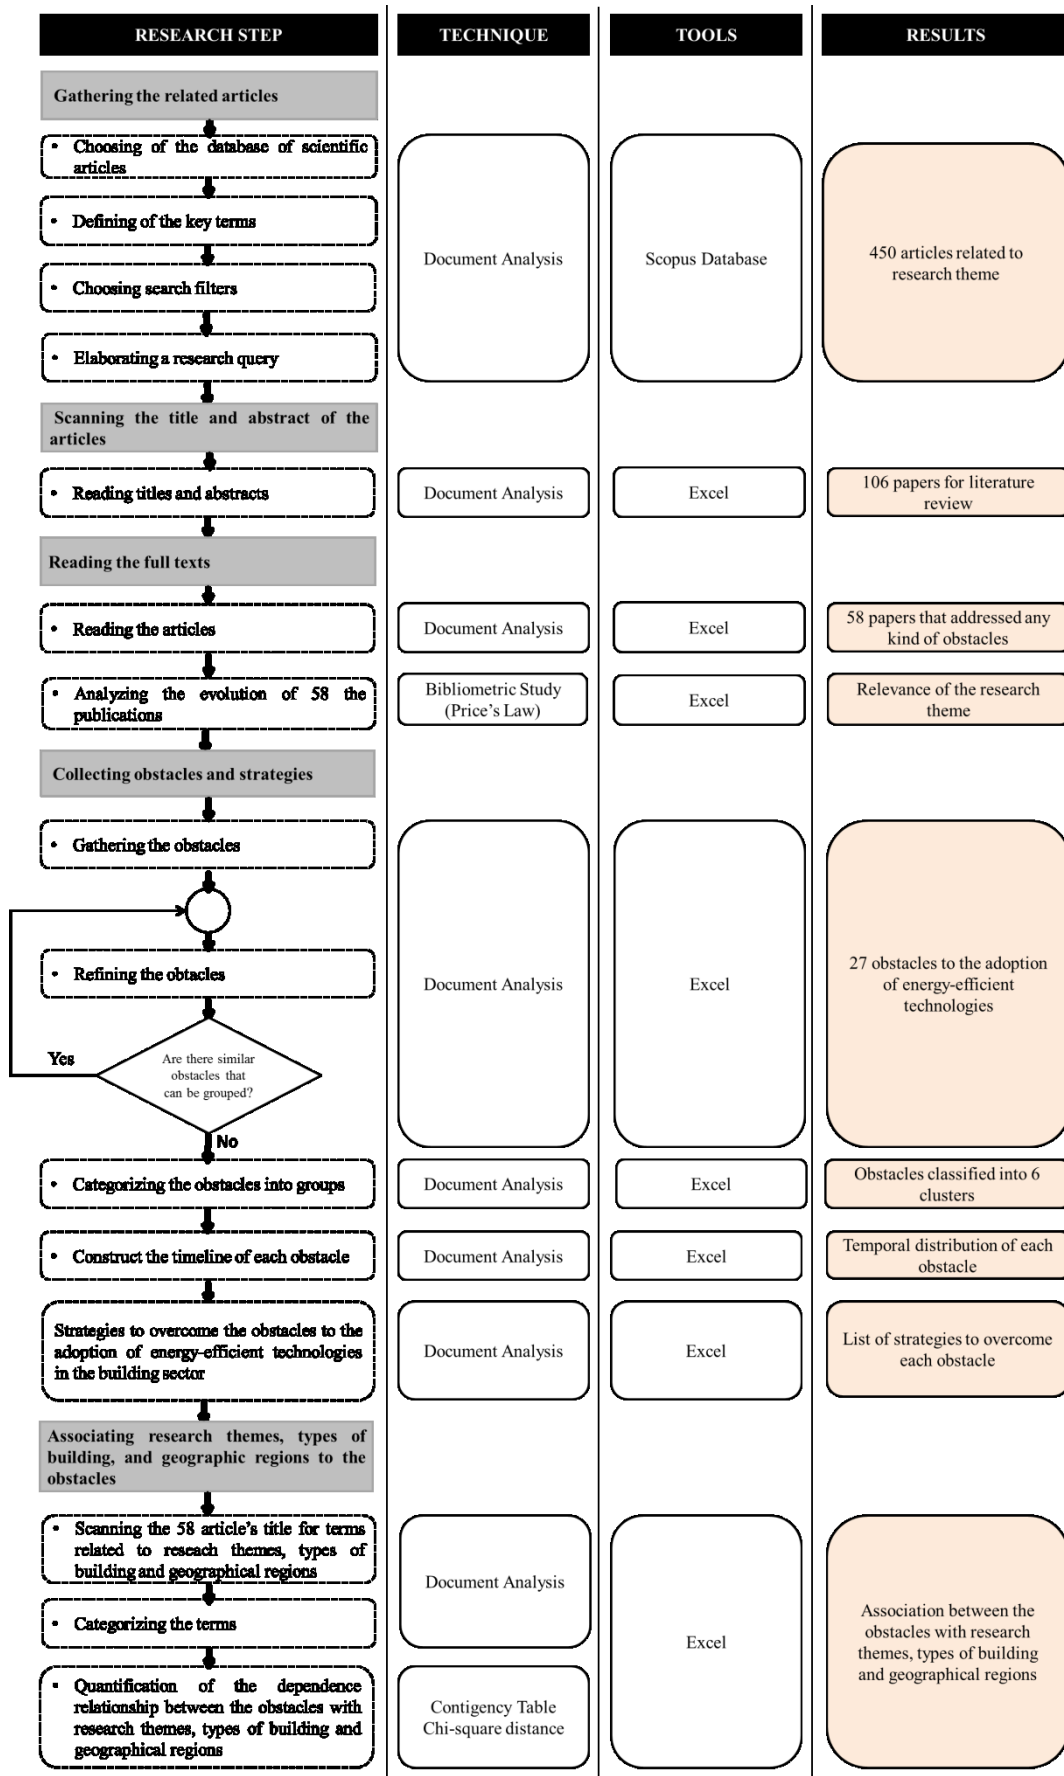 RESEARCH STEP
TECHNIQUE
TOOLS
RESULTS
Gathering the related articles
• Choosing of the database of scientific
articles
• Defining of the key terms
• Choosing search filters
• Elaborating a research query
Document Analysis
Scopus Database
450 articles related to
research theme
Scanning the title and abstract of the
articles
• Reading titles and abstracts
Document Analysis
Excel
106 papers for literature
review
Reading the full texts
• Reading the articles
Document Analysis
Excel
58 papers that addressed any
kind of obstacles
• Analyzing the evolution of 58 the
publications
Bibliometric Study
(Price's Law)
Excel
Relevance of the research
theme
Collecting obstacles and strategies
• Gathering the obstacles
• Refining the obtacles
Yes
Are there similar
obstacles that
can be grouped?
No
Document Analysis
Excel
27 obstacles to the adoption
of energy-efficient
technologies
• Categorizing the obstacles into groups
Document Analysis
Excel
Obstacles classified into 6
clusters
• Construct the timeline of each obstacle
Document Analysis
Excel
Temporal distribution of each
obstacle
Strategies to overcome the obstacles to the
adoption of energy-efficient technologies
in the building sector
Document Analysis
Excel
List of strategies to overcome
each obstacle
Associating research themes, types of
building, and geographic regions to the
obstacles
• Scanning the 58 article's title for terms
related to reseach themes, types of
building and geographical regions
• Categorizing the terms
Document Analysis
• Quantification of the dependence
relationship between the obstacles with
research themes, types of building and
geographical regions
Contigency Table
Chi-square distance
Excel
Association between the
obstacles with research
themes, types of building
and geographical regions